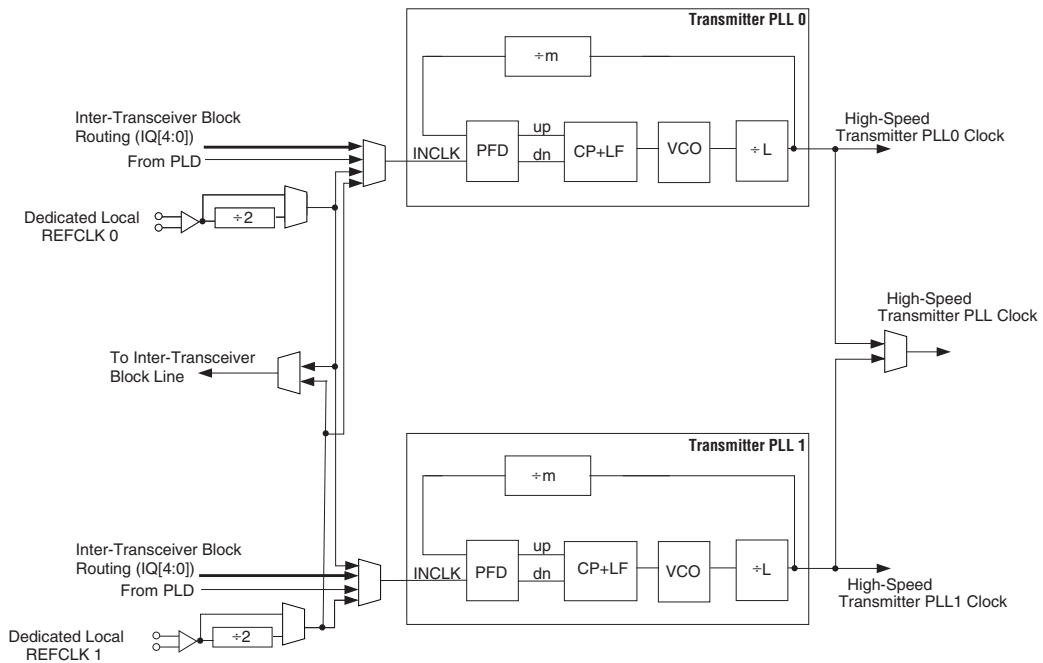 Transmitter PLL 0
÷m
Inter-Transceiver Block
Routing (IQ[4:0])
From PLD
INCLK
PFD
up
dn
CP+LF
VCO
÷L
High-Speed
Transmitter PLL0 Clock
Dedicated Local
REFCLK 0
÷2
High-Speed
Transmitter PLL Clock
To Inter-Transceiver
Block Line
Transmitter PLL 1
÷m
Inter-Transceiver Block
Routing (IQ[4:0])
From PLD
INCLK
PFD
up
dn
CP+LF
VCO
÷L
High-Speed
Transmitter PLL1 Clock
Dedicated Local
REFCLK 1
÷2